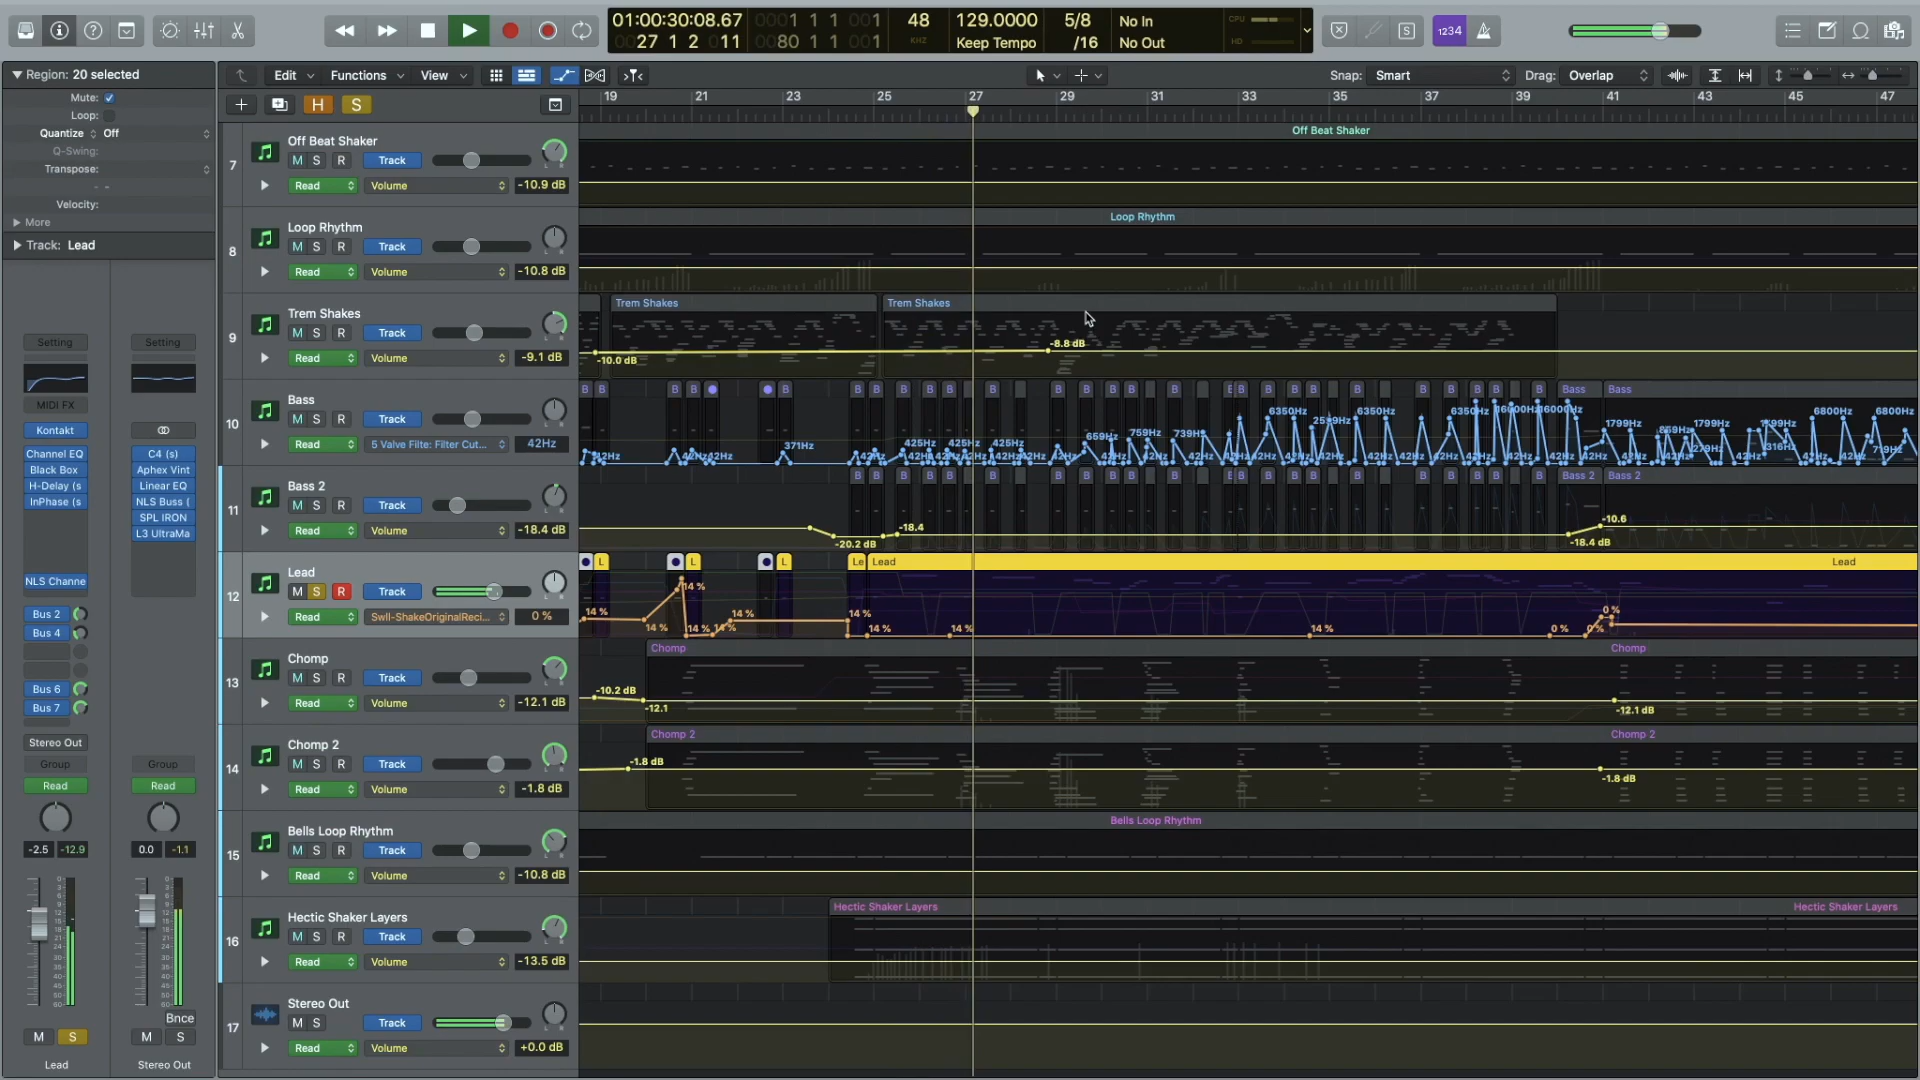 01:00:30:08.67
0001 1 1 001
48
129.0000
5/8
No In
CPU
27 1 2 011
0080 1 1 001
KHZ
Keep Tempo
/16
No Out
HD
S
1234
Region: 20 selected
Mute:
Loop:
Quantize
Off
Q-Swing:
Transpose:
Velocity:
More
Track: Lead
Edit
Functions
View
Snap: Smart
Drag: Overlap
H
S
19
21
23
25
27
29
31
33
35
37
39
41
43
45
47
7
Off Beat Shaker
M S R Track
Read Volume -10.9 dB
Off Beat Shaker
8
Loop Rhythm
M S R Track
Read Volume -10.8 dB
Loop Rhythm
9
Trem Shakes
M S R Track
Read Volume -9.1 dB
Trem Shakes
Trem Shakes
-10.0 dB
-8.8 dB
10
Bass
M S R Track
Read 5 Valve Filte: Filter Cut... 42Hz
Bass
Bass
371Hz
425Hz
425Hz
425Hz
659Hz
759Hz
739Hz
6350Hz
6350Hz
6350Hz
16000Hz
16000Hz
1799Hz
1799Hz
6800Hz
6800Hz
719Hz
11
Bass 2
M S R Track
Read Volume -18.4 dB
Bass 2
Bass 2
-20.2 dB
-18.4
-18.4 dB
-10.6
12
Lead
M S R Track
Read Swll-ShakeOriginalReci... 0 %
L
L
L
Le
Lead
Lead
14 %
14 %
14 %
14 %
14 %
14 %
14 %
14 %
14 %
14 %
0 %
0 %
0 %
13
Chomp
M S R Track
Read Volume -12.1 dB
Chomp
Chomp
-10.2 dB
-12.1
-12.1 dB
14
Chomp 2
M S R Track
Read Volume -1.8 dB
Chomp 2
Chomp 2
-1.8 dB
-1.8 dB
15
Bells Loop Rhythm
M S R Track
Read Volume -10.8 dB
Bells Loop Rhythm
16
Hectic Shaker Layers
M S R Track
Read Volume -13.5 dB
Hectic Shaker Layers
Hectic Shaker Layers
17
Stereo Out
M S Track
Read Volume +0.0 dB
Setting
Setting
MIDI FX
Kontakt
Channel EQ
Black Box
H-Delay (s
InPhase (s
C4 (s)
Aphex Vint
Linear EQ
NLS Buss (
SPL IRON
L3 UltraMa
NLS Channe
Bus 2
Bus 4
Bus 6
Bus 7
Stereo Out
Group
Group
Read
Read
-2.5
-12.9
0.0
-1.1
Bnce
M S
M S
Lead
Stereo Out